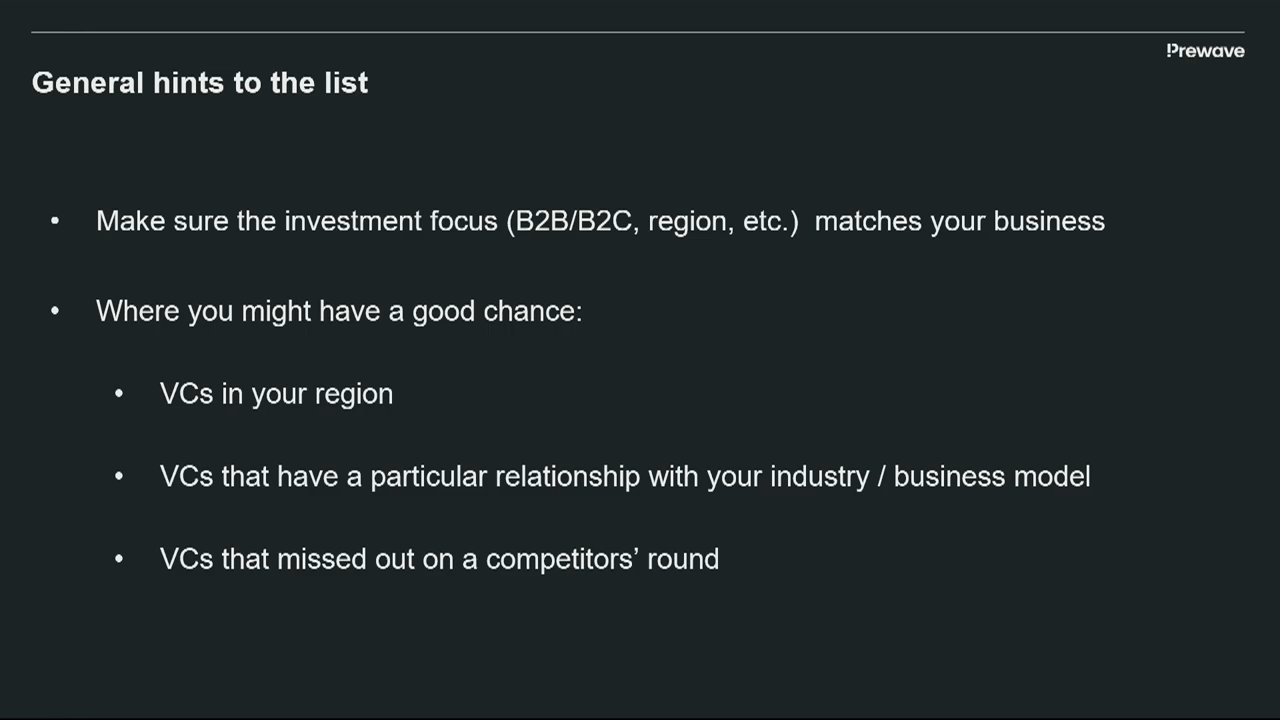 Prewave
General hints to the list
• Make sure the investment focus (B2B/B2C, region, etc.)  matches your business
• Where you might have a good chance:
• VCs in your region
• VCs that have a particular relationship with your industry / business model
• VCs that missed out on a competitors’ round